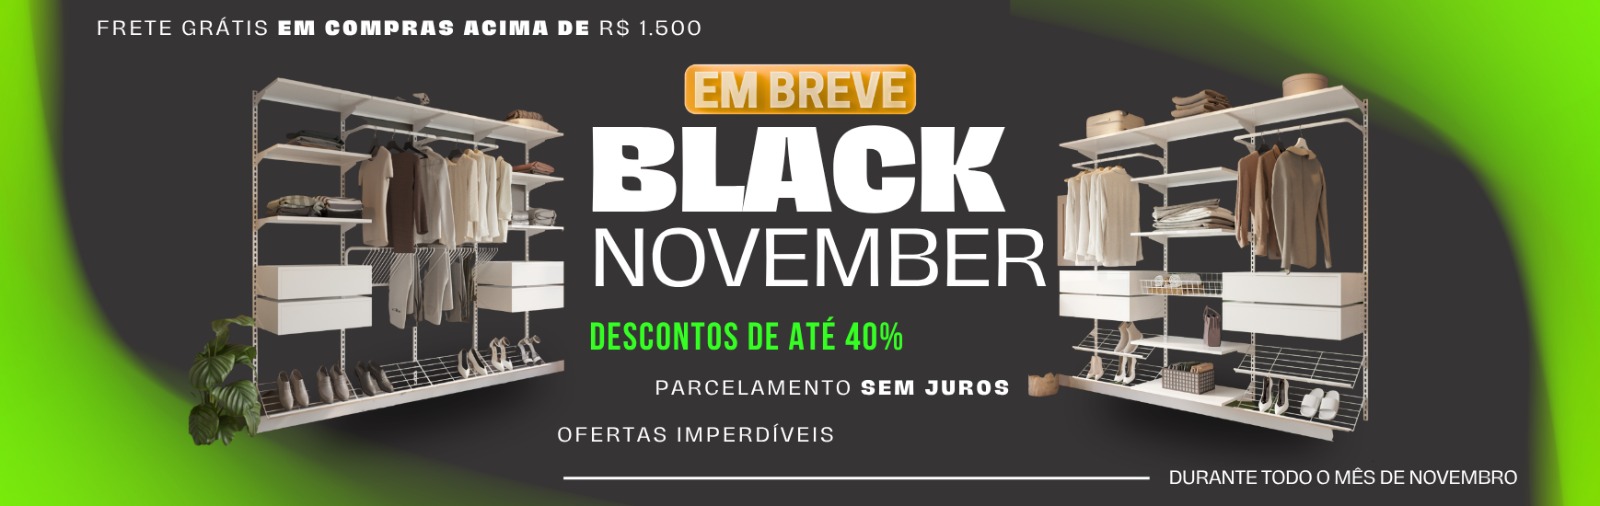 FRETE GRÁTIS EM COMPRAS ACIMA DE R$ 1.500
EM BREVE
BLACK
NOVEMBER
DESCONTOS DE ATÉ 40%
PARCELAMENTO SEM JUROS
OFERTAS IMPERDÍVEIS
DURANTE TODO O MÊS DE NOVEMBRO